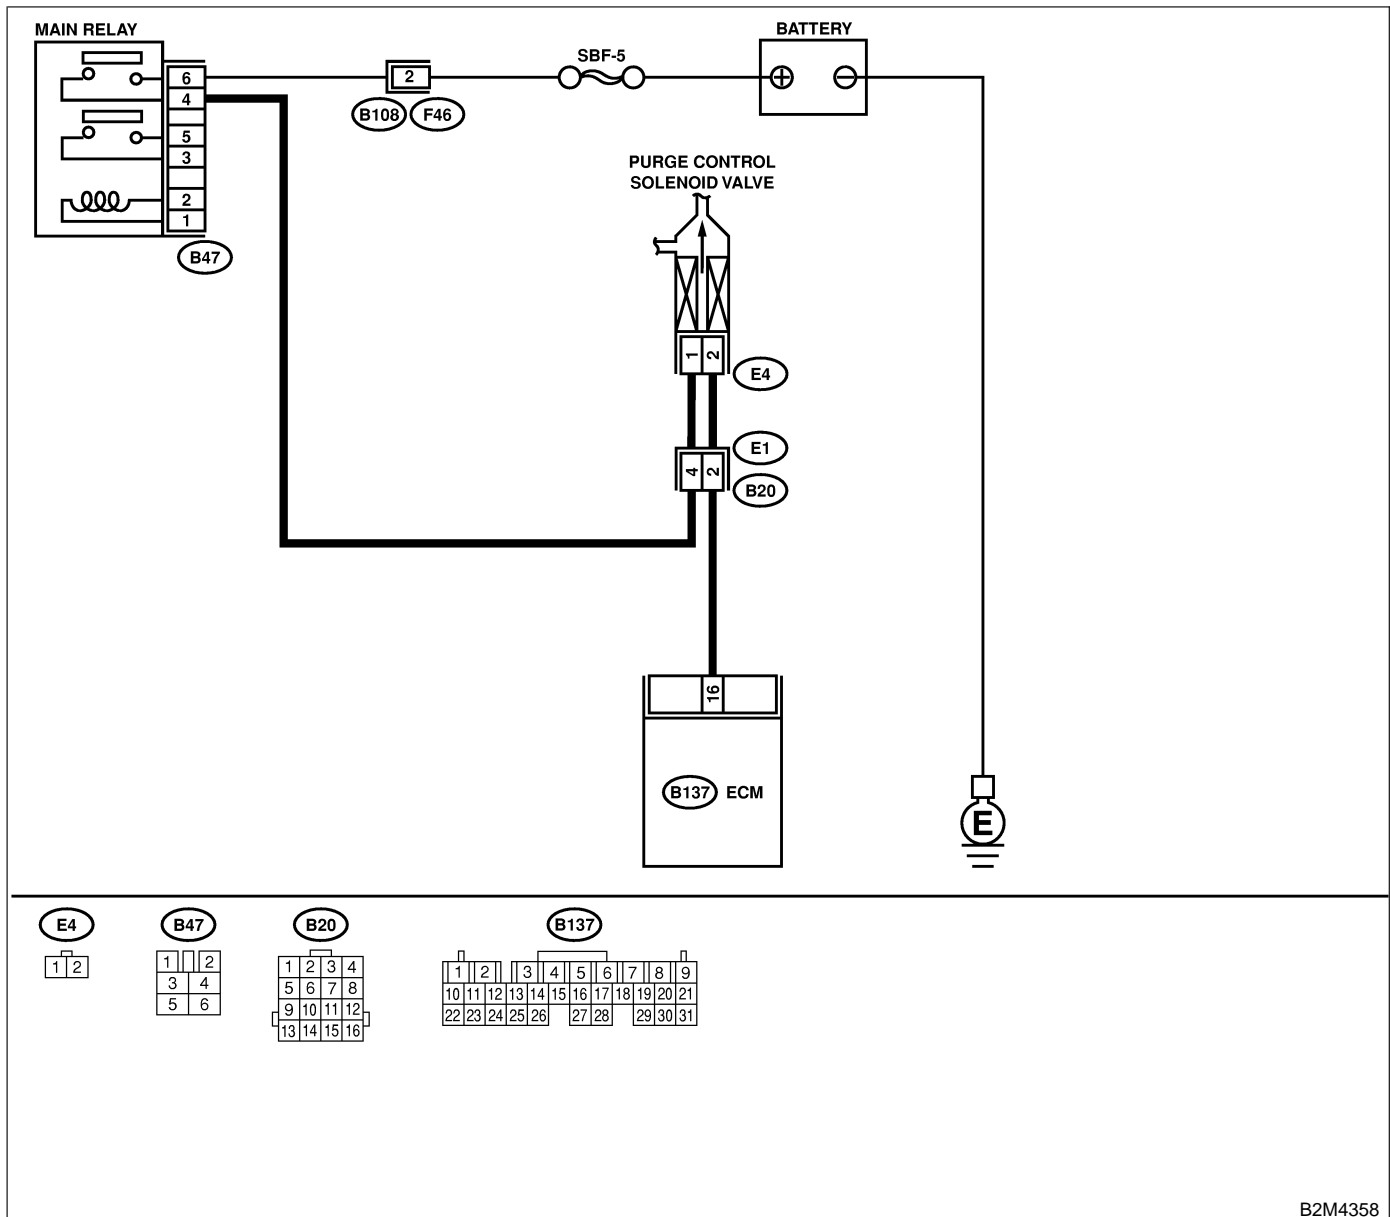 MAIN RELAY
BATTERY
SBF-5
6
4
5
3
2
1
B47
2
B108 F46
PURGE CONTROL
SOLENOID VALVE
1 2
E4
E1
4 2
B20
16
B137 ECM
E
E4
1 2
B47
1 2
3 4
5 6
B20
1 2 3 4
5 6 7 8
9 10 11 12
13 14 15 16
B137
1 2 3 4 5 6 7 8 9
10 11 12 13 14 15 16 17 18 19 20 21
22 23 24 25 26 27 28 29 30 31
B2M4358